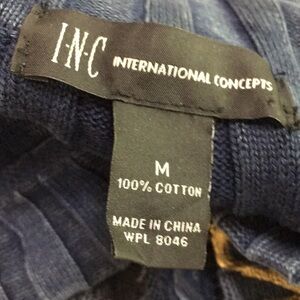 I·N·C INTERNATIONAL CONCEPTS
M
100% COTTON
MADE IN CHINA
WPL 8046